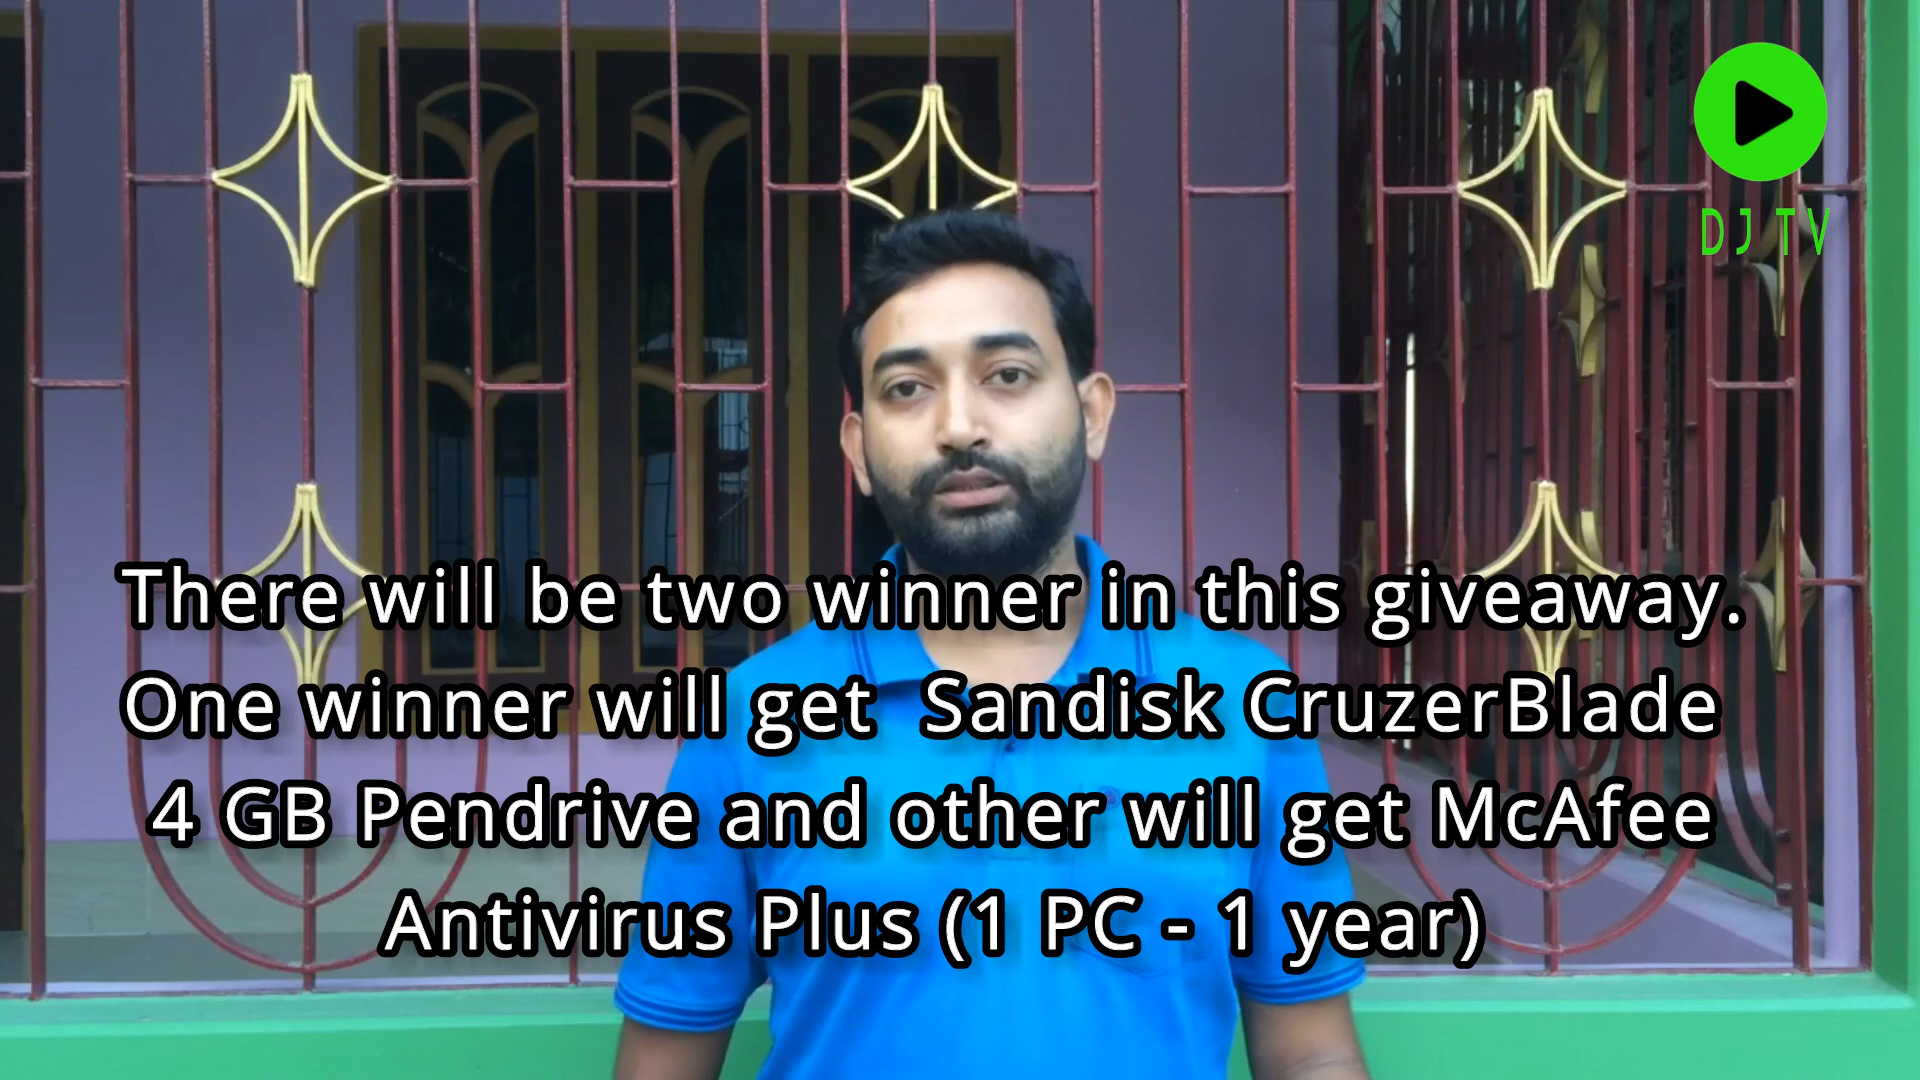 DJ TV
There will be two winner in this giveaway.
One winner will get  Sandisk CruzerBlade
4 GB Pendrive and other will get McAfee
Antivirus Plus (1 PC - 1 year)